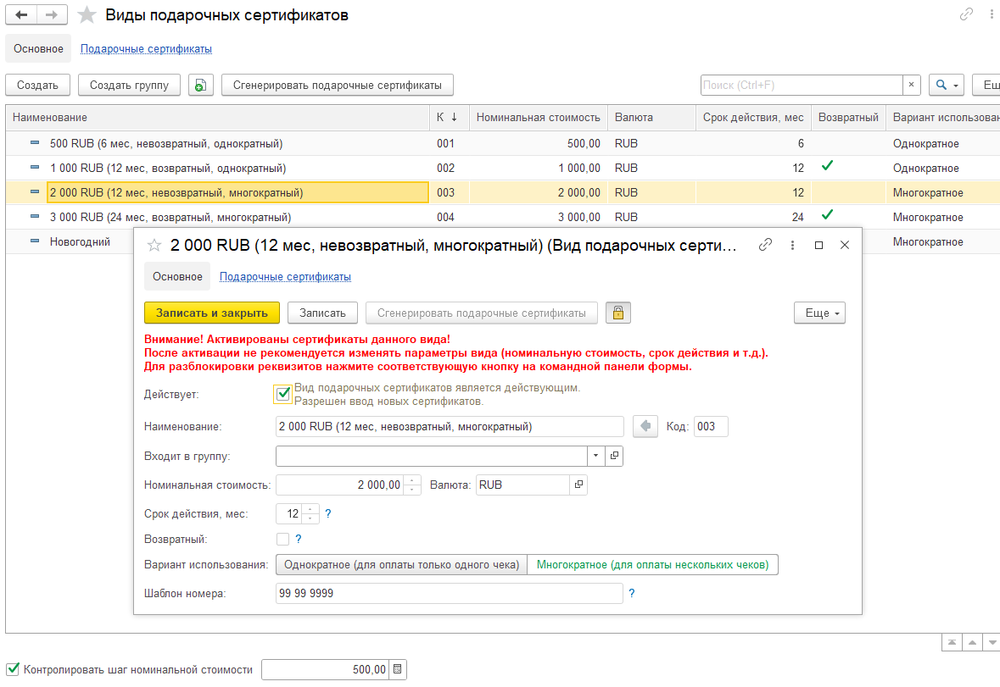 Виды подарочных сертификатов
Основное Подарочные сертификаты
Создать Создать группу Сгенерировать подарочные сертификаты Поиск (Ctrl+F) × Ещ
Наименование К ↓ Номинальная стоимость Валюта Срок действия, мес Возвратный Вариант использован
500 RUB (6 мес, невозвратный, однократный) 001 500,00 RUB 6 Однократное
1 000 RUB (12 мес, возвратный, однократный) 002 1 000,00 RUB 12 Однократное
2 000 RUB (12 мес, невозвратный, многократный) 003 2 000,00 RUB 12 Многократное
3 000 RUB (24 мес, возвратный, многократный) 004 3 000,00 RUB 24 Многократное
Новогодний Многократное
2 000 RUB (12 мес, невозвратный, многократный) (Вид подарочных серти...
Основное Подарочные сертификаты
Записать и закрыть Записать Сгенерировать подарочные сертификаты Еще
Внимание! Активированы сертификаты данного вида!
После активации не рекомендуется изменять параметры вида (номинальную стоимость, срок действия и т.д.).
Для разблокировки реквизитов нажмите соответствующую кнопку на командной панели формы.
Действует: Вид подарочных сертификатов является действующим.
Разрешен ввод новых сертификатов.
Наименование: 2 000 RUB (12 мес, невозвратный, многократный) Код: 003
Входит в группу:
Номинальная стоимость: 2 000,00 Валюта: RUB
Срок действия, мес: 12 ?
Возвратный: ?
Вариант использования: Однократное (для оплаты только одного чека) Многократное (для оплаты нескольких чеков)
Шаблон номера: 99 99 9999 ?
Контролировать шаг номинальной стоимости 500,00